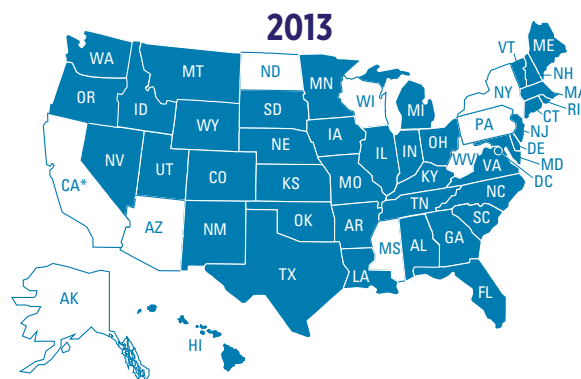 2013
WA
MT
ND
MN
VT
ME
NH
MA
RI
CT
NY
OR
ID
SD
WI
MI
WY
IA
PA
NJ
DE
MD
DC
NE
NV
UT
CO
IL
IN
OH
WV
VA
CA*
KS
MO
KY
NC
TN
AZ
NM
OK
AR
SC
MS
AL
GA
TX
LA
FL
AK
HI